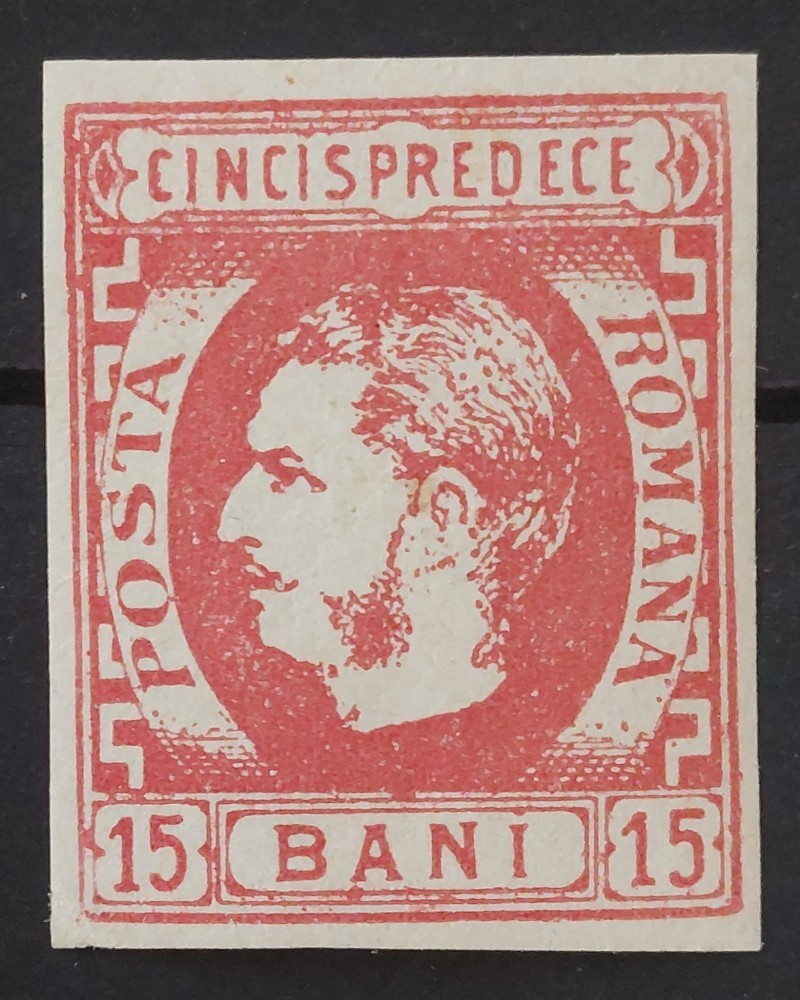 CINCISPREDECE
POSTA
ROMANA
15 BANI 15